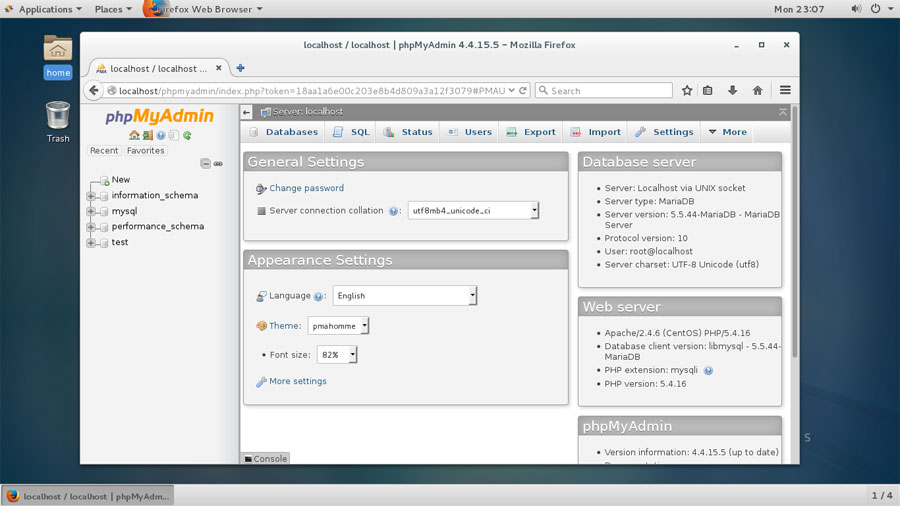 Applications
Places
Firefox Web Browser
Mon 23:07
home
Trash
localhost / localhost | phpMyAdmin 4.4.15.5 – Mozilla Firefox
localhost / localhost ...
localhost/phpmyadmin/index.php?token=18aa1a6e00c203e8b4d809a3a12f3079#PMAU
Search
phpMyAdmin
Recent
Favorites
New
information_schema
mysql
performance_schema
test
Server: localhost
Databases
SQL
Status
Users
Export
Import
Settings
More
General Settings
Change password
Server connection collation
:
utf8mb4_unicode_ci
Appearance Settings
Language
:
English
Theme:
pmahomme
• Font size:
82%
More settings
Console
Database server
• Server: Localhost via UNIX socket
• Server type: MariaDB
• Server version: 5.5.44-MariaDB - MariaDB
Server
• Protocol version: 10
• User: root@localhost
• Server charset: UTF-8 Unicode (utf8)
Web server
• Apache/2.4.6 (CentOS) PHP/5.4.16
• Database client version: libmysql - 5.5.44-
MariaDB
• PHP extension: mysqli
• PHP version: 5.4.16
phpMyAdmin
• Version information: 4.4.15.5 (up to date)
S
localhost / localhost | phpMyAdm...
1 / 4